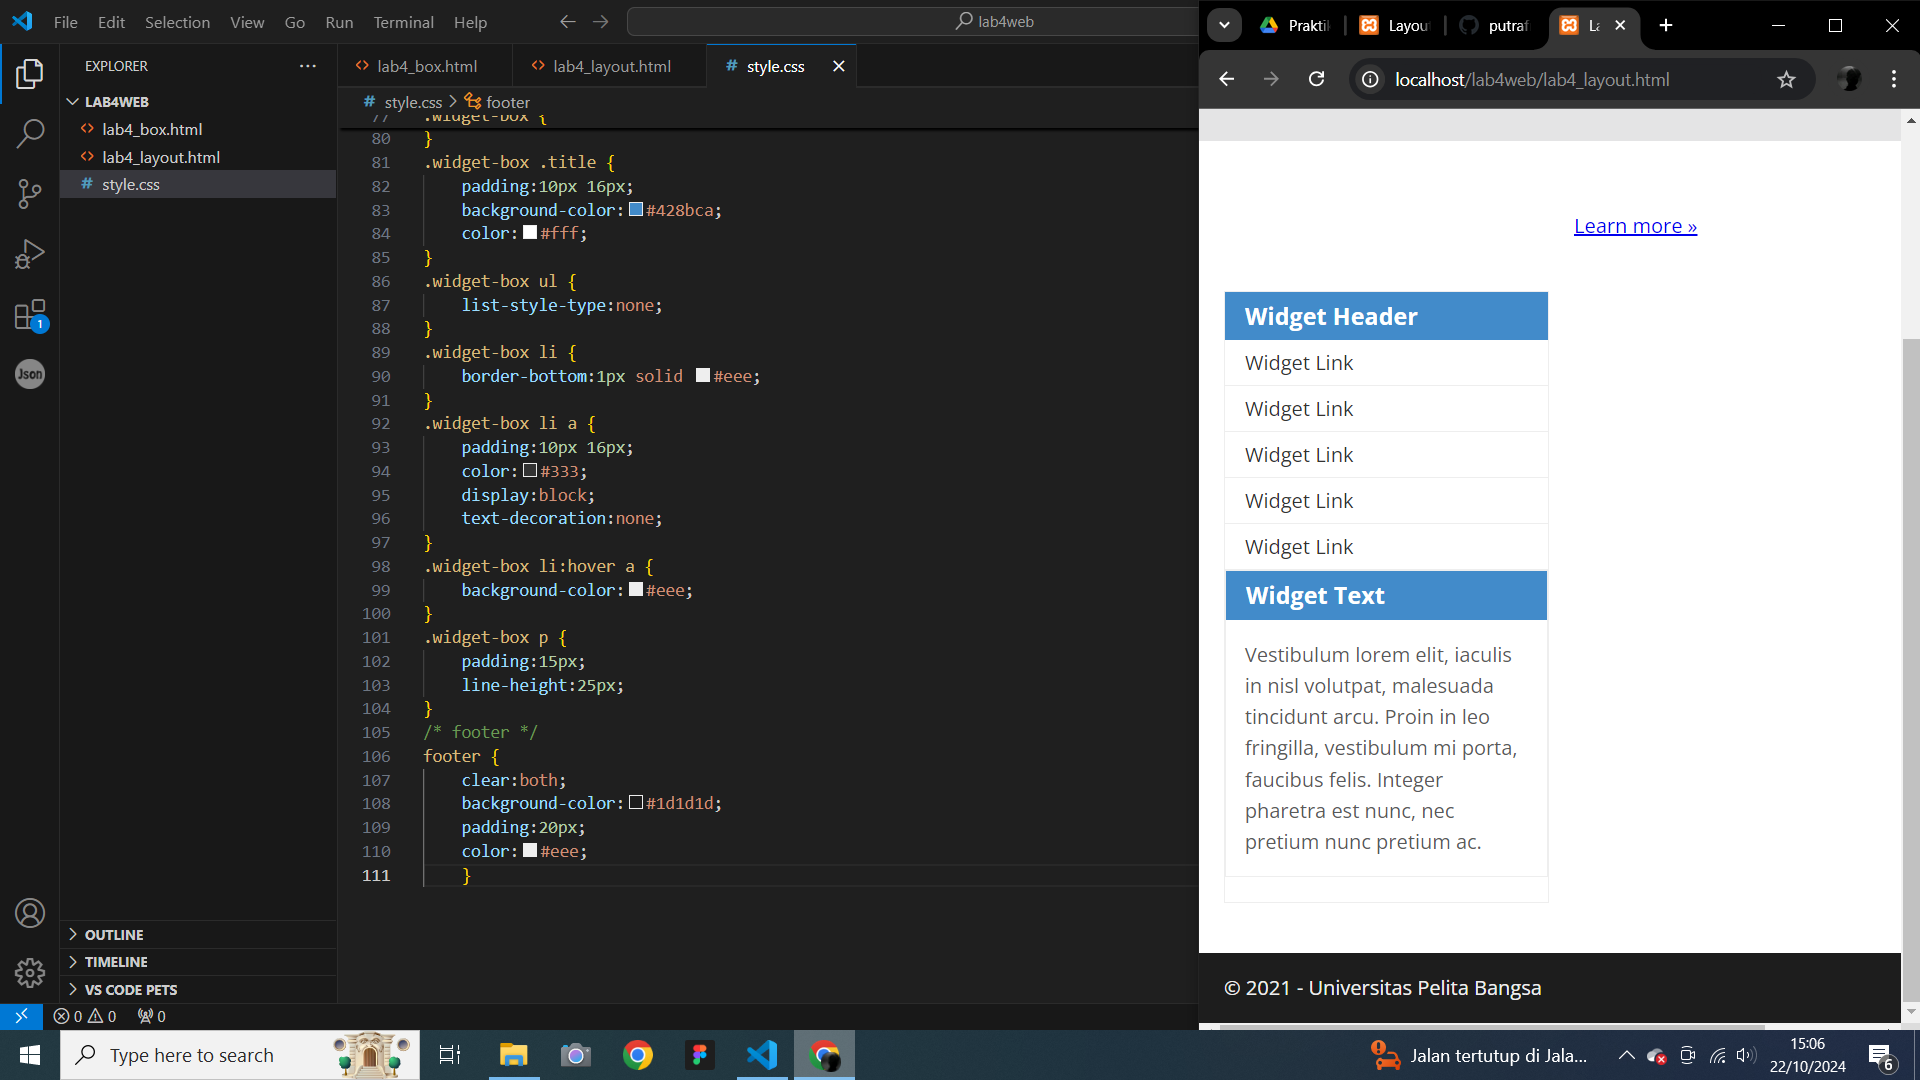 File Edit Selection View Go Run Terminal Help
lab4web
EXPLORER
LAB4WEB
lab4_box.html
lab4_layout.html
style.css
Json
1
OUTLINE
TIMELINE
VS CODE PETS
lab4_box.html
lab4_layout.html
style.css
style.css > footer
77 .widget-box {
80 }
81 .widget-box .title {
82 padding:10px 16px;
83 background-color:#428bca;
84 color:#fff;
85 }
86 .widget-box ul {
87 list-style-type:none;
88 }
89 .widget-box li {
90 border-bottom:1px solid #eee;
91 }
92 .widget-box li a {
93 padding:10px 16px;
94 color:#333;
95 display:block;
96 text-decoration:none;
97 }
98 .widget-box li:hover a {
99 background-color:#eee;
100 }
101 .widget-box p {
102 padding:15px;
103 line-height:25px;
104 }
105 /* footer */
106 footer {
107 clear:both;
108 background-color:#1d1d1d;
109 padding:20px;
110 color:#eee;
111 }
0 0 0
Praktik
Layou
putraf
La
localhost/lab4web/lab4_layout.html
Learn more »
Widget Header
Widget Link
Widget Link
Widget Link
Widget Link
Widget Link
Widget Text
Vestibulum lorem elit, iaculis
in nisl volutpat, malesuada
tincidunt arcu. Proin in leo
fringilla, vestibulum mi porta,
faucibus felis. Integer
pharetra est nunc, nec
pretium nunc pretium ac.
© 2021 - Universitas Pelita Bangsa
Type here to search
Jalan tertutup di Jala...
15:06
22/10/2024
6